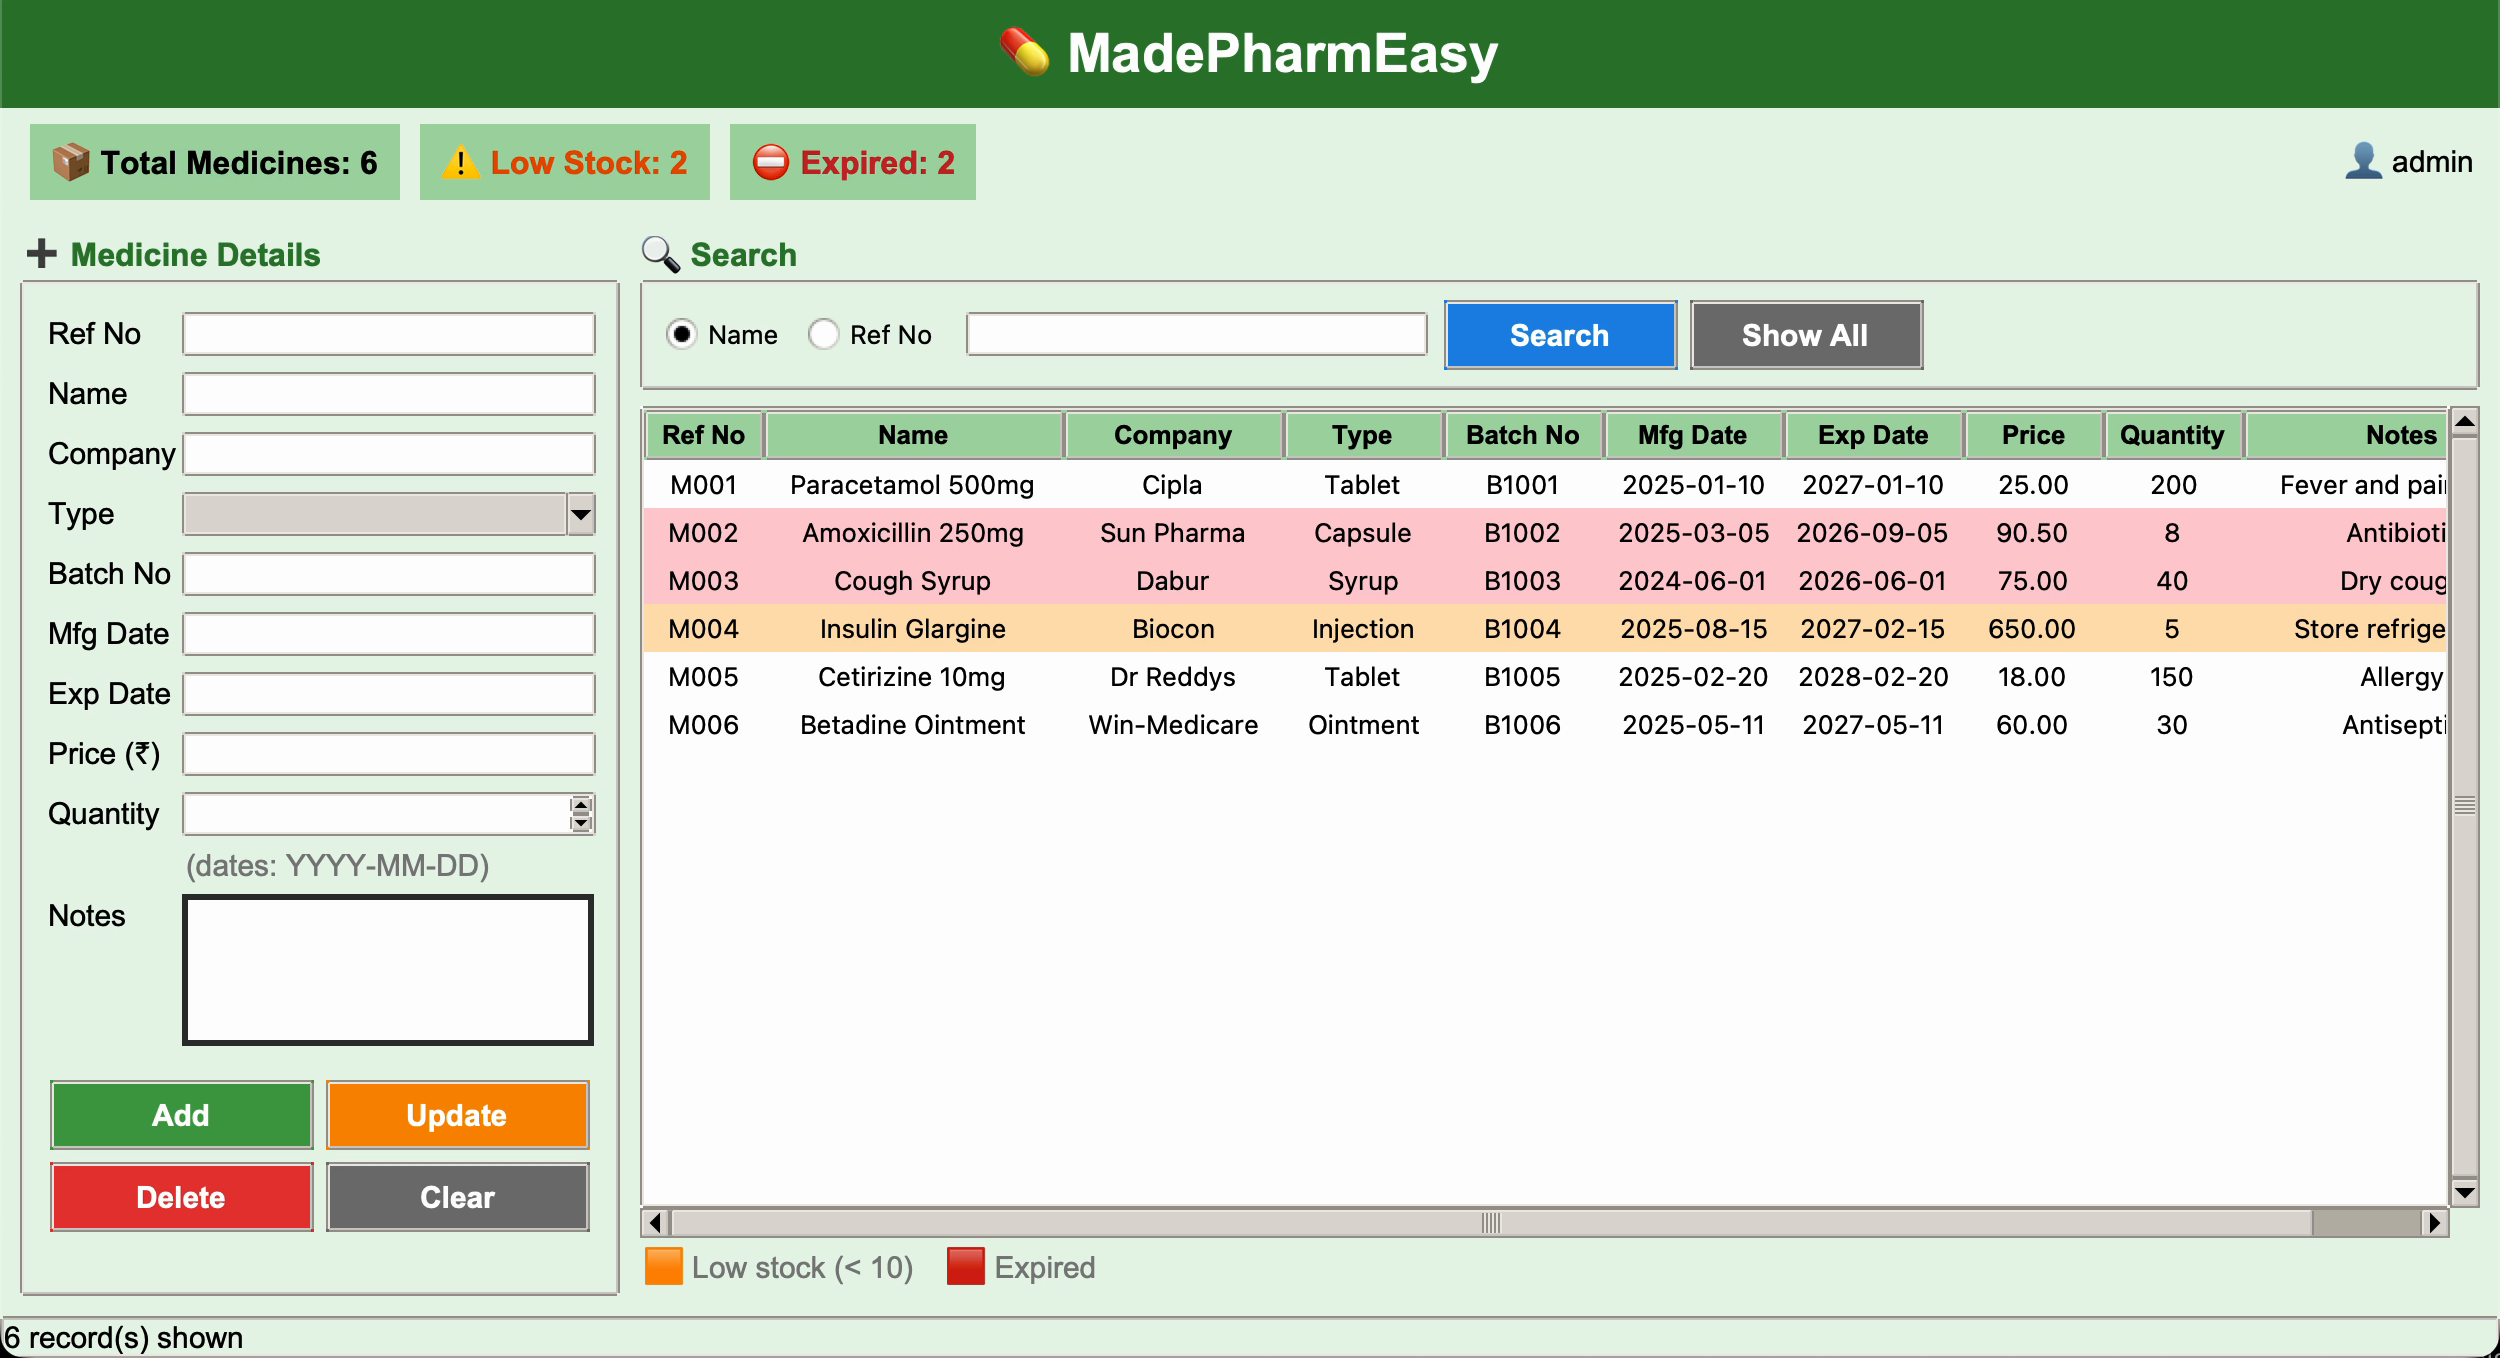 MadePharmEasy
Total Medicines: 6
Low Stock: 2
Expired: 2
admin
Medicine Details
Ref No
Name
Company
Type
Batch No
Mfg Date
Exp Date
Price (₹)
Quantity
(dates: YYYY-MM-DD)
Notes
Add Update
Delete Clear
Search
Name Ref No Search Show All
Ref No Name Company Type Batch No Mfg Date Exp Date Price Quantity Notes
M001 Paracetamol 500mg Cipla Tablet B1001 2025-01-10 2027-01-10 25.00 200 Fever and pai
M002 Amoxicillin 250mg Sun Pharma Capsule B1002 2025-03-05 2026-09-05 90.50 8 Antibioti
M003 Cough Syrup Dabur Syrup B1003 2024-06-01 2026-06-01 75.00 40 Dry coug
M004 Insulin Glargine Biocon Injection B1004 2025-08-15 2027-02-15 650.00 5 Store refrige
M005 Cetirizine 10mg Dr Reddys Tablet B1005 2025-02-20 2028-02-20 18.00 150 Allergy
M006 Betadine Ointment Win-Medicare Ointment B1006 2025-05-11 2027-05-11 60.00 30 Antisepti
Low stock (< 10) Expired
6 record(s) shown